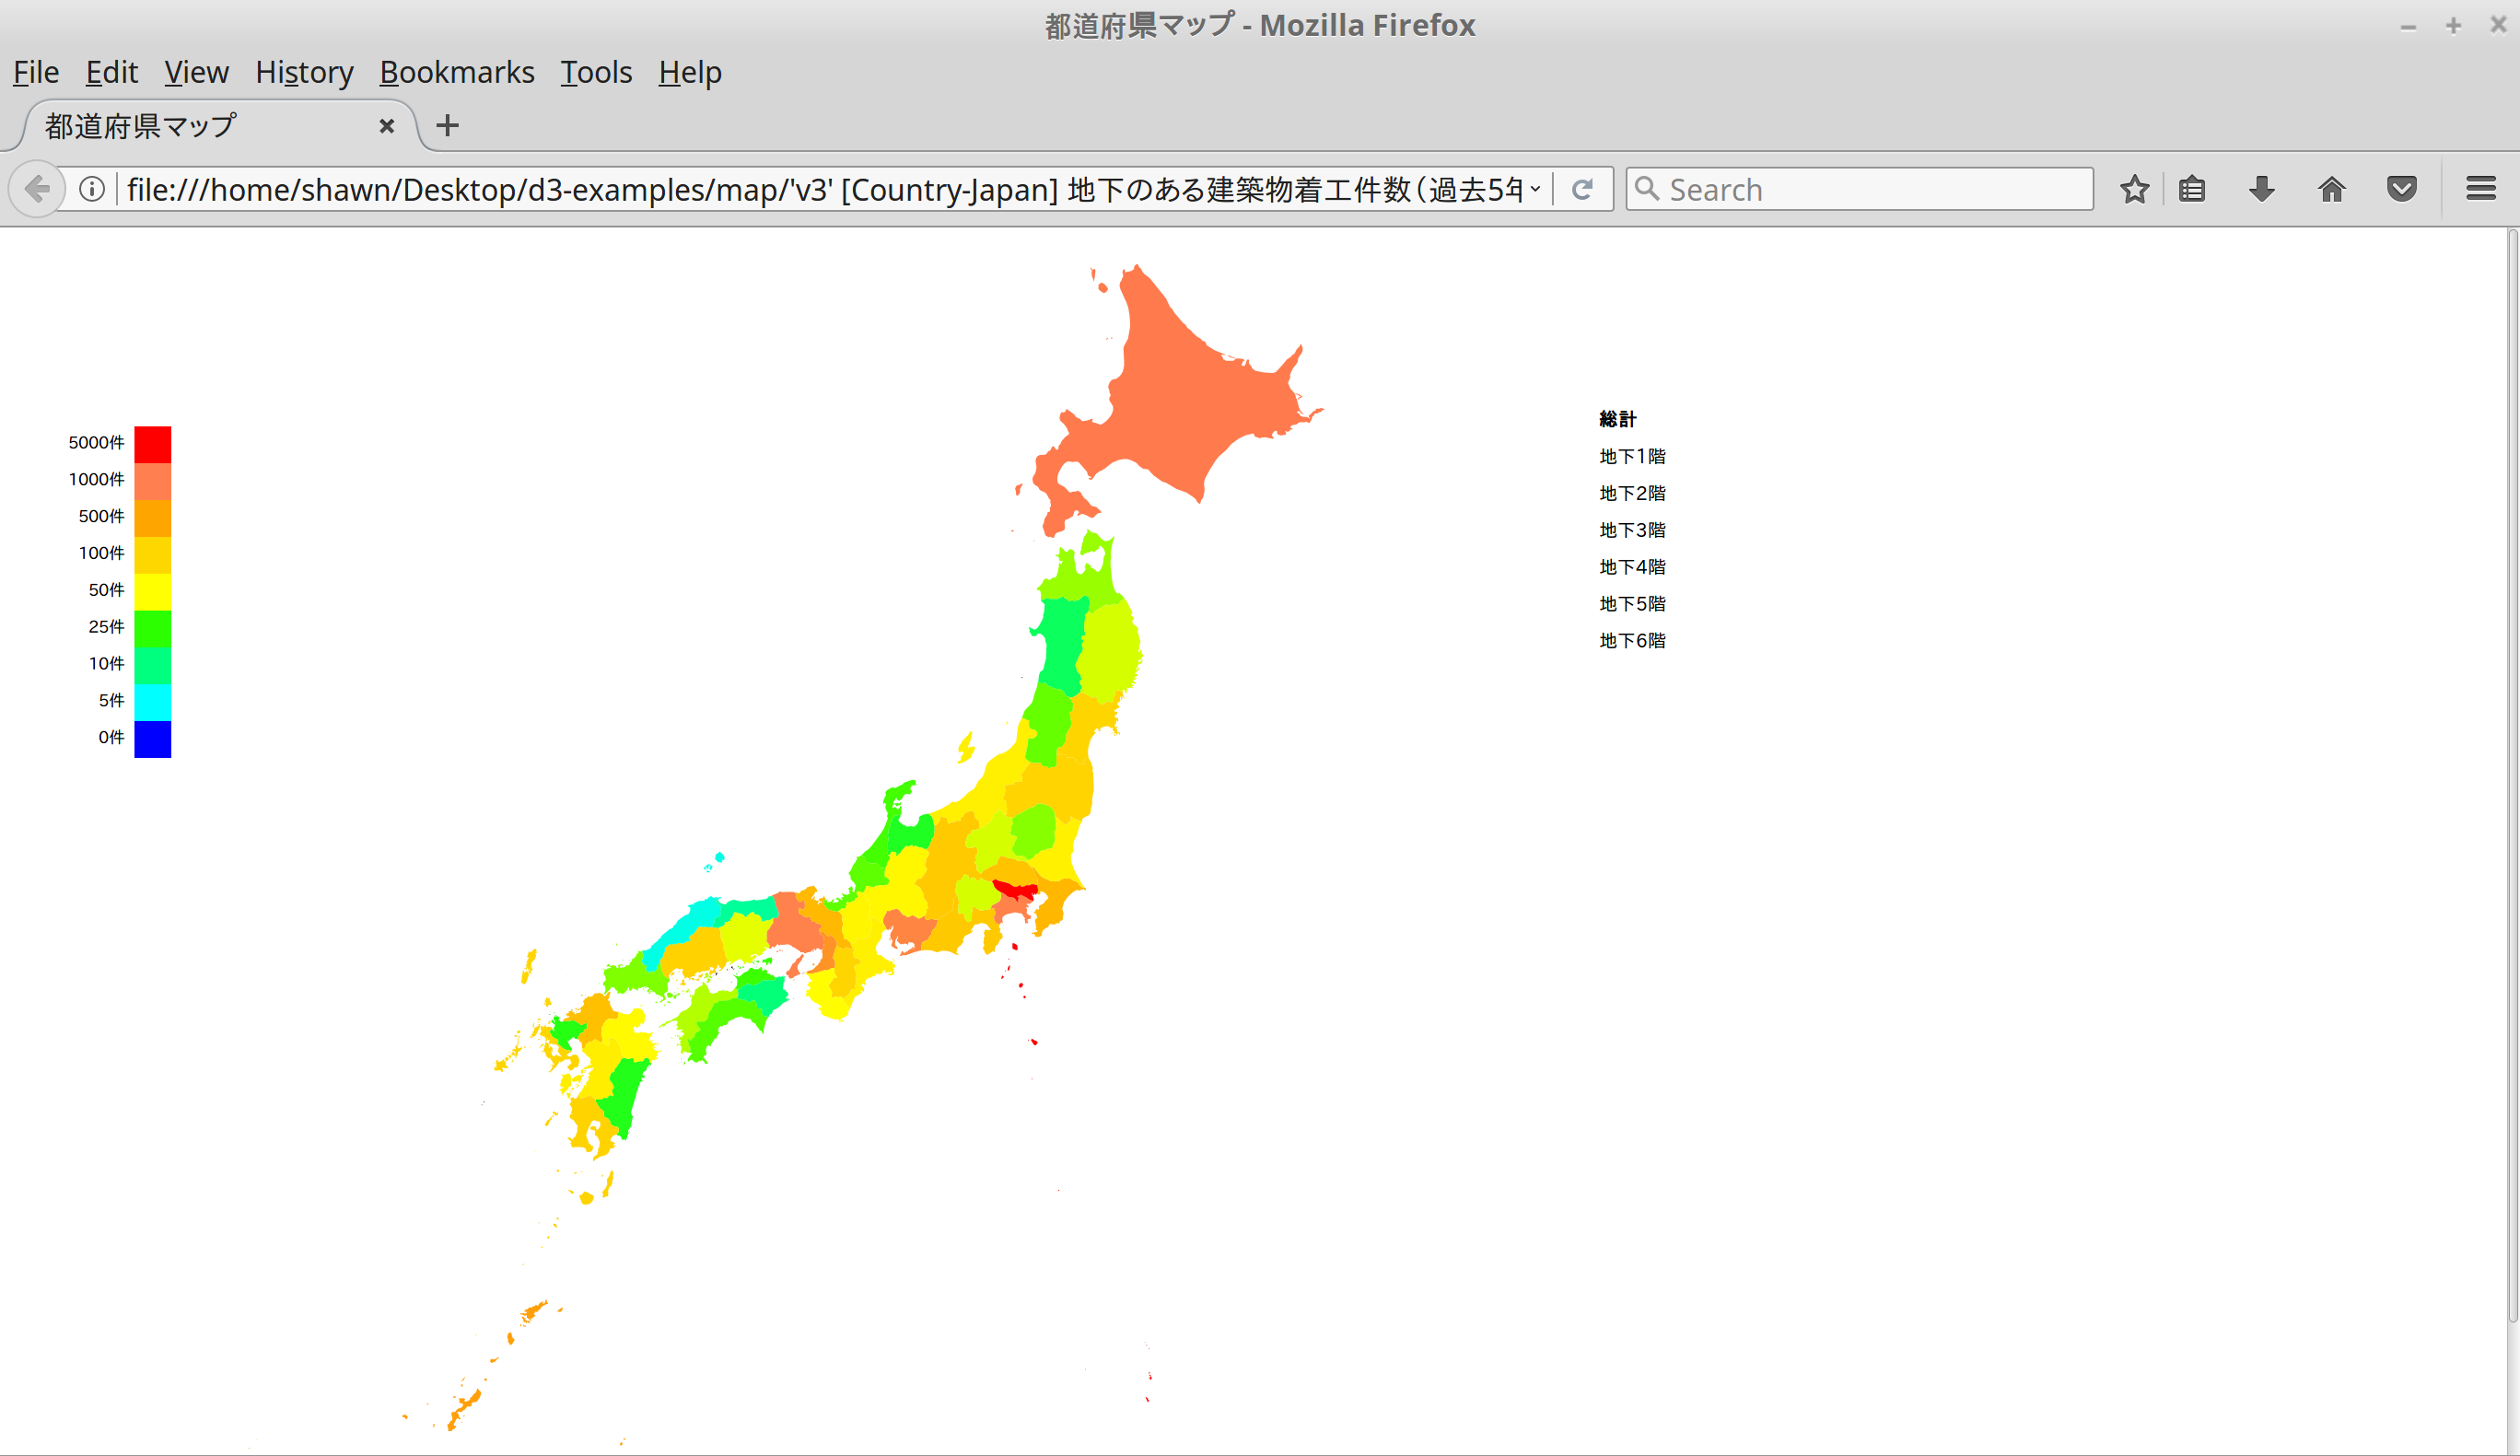 都道府県マップ - Mozilla Firefox
File Edit View History Bookmarks Tools Help
都道府県マップ
file:///home/shawn/Desktop/d3-examples/map/'v3' [Country-Japan] 地下のある建築物着工件数（過去5年
Search
5000件
1000件
500件
100件
50件
25件
10件
5件
0件
総計
地下1階
地下2階
地下3階
地下4階
地下5階
地下6階